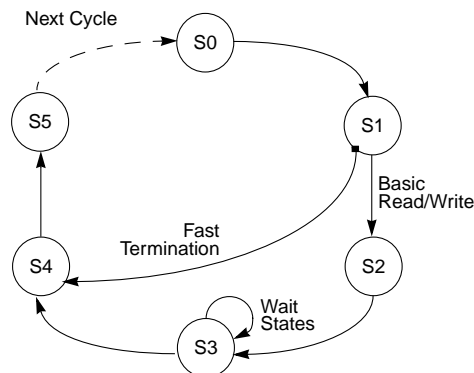 Next Cycle
S0
S5
S1
Basic
Read/Write
Fast
Termination
S4
S2
Wait
States
S3